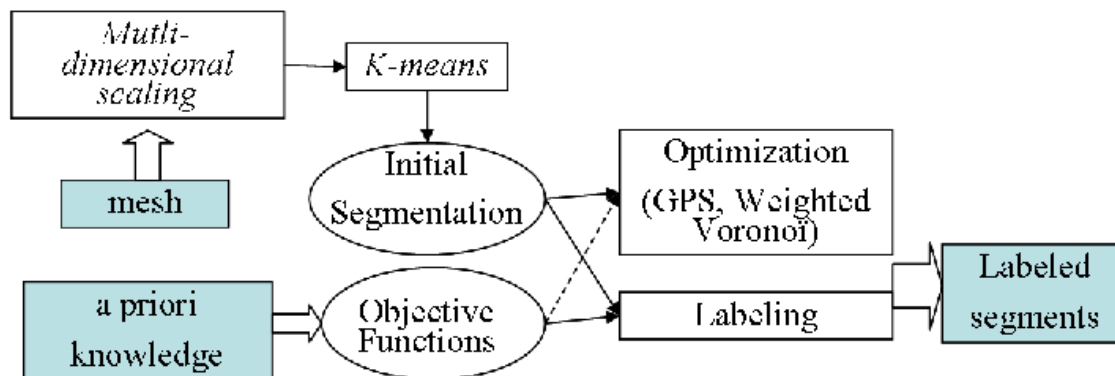 Mutli-
dimensional
scaling
K-means
mesh
Initial
Segmentation
Optimization
(GPS, Weighted
Voronoï)
a priori
knowledge
Objective
Functions
Labeling
Labeled
segments